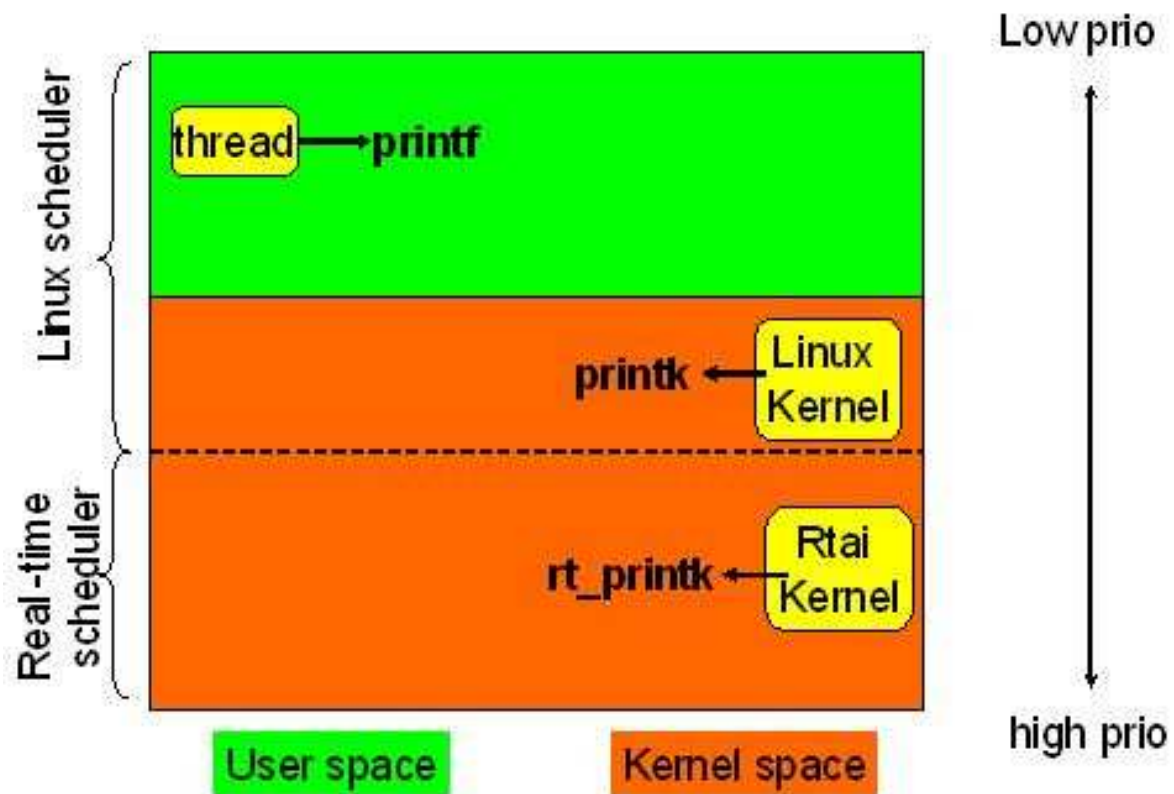 Low prio
Linux scheduler
thread
printf
printk
Linux
Kernel
Real-time
scheduler
rt_printk
Rtai
Kernel
high prio
User space
Kernel space